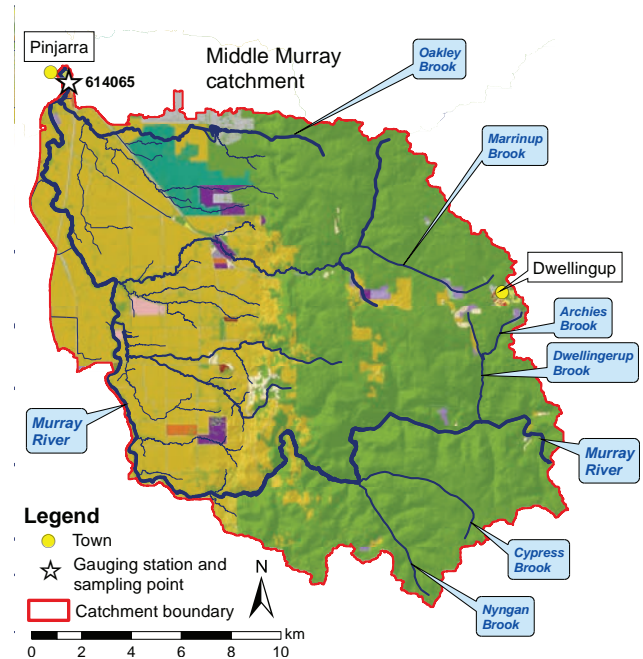 Pinjarra
614065
Middle Murray
catchment
Oakley
Brook
Marrinup
Brook
Dwellingup
Archies
Brook
Dwellingerup
Brook
Murray
River
Murray
River
Cypress
Brook
Nyngan
Brook
Legend
Town
Gauging station and
sampling point
Catchment boundary
N
km
0 2 4 6 8 10